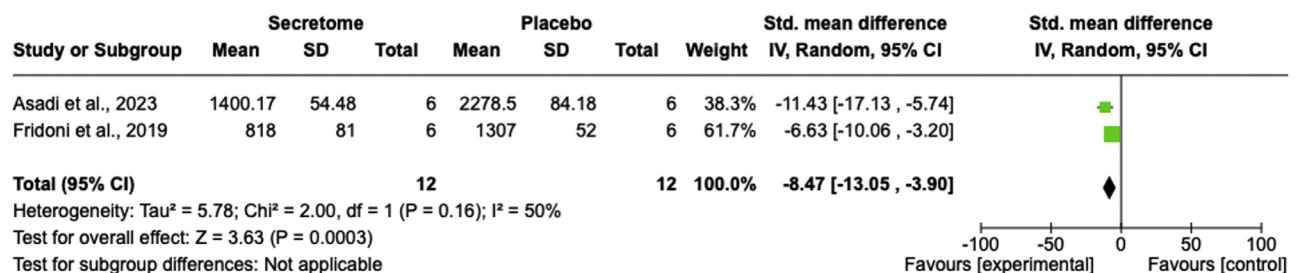 Secretome Placebo Std. mean difference Std. mean difference
Study or Subgroup Mean SD Total Mean SD Total Weight IV, Random, 95% CI IV, Random, 95% CI
Asadi et al., 2023 1400.17 54.48 6 2278.5 84.18 6 38.3% -11.43 [-17.13 , -5.74]
Fridoni et al., 2019 818 81 6 1307 52 6 61.7% -6.63 [-10.06 , -3.20]
Total (95% CI) 12 12 100.0% -8.47 [-13.05 , -3.90]
Heterogeneity: Tau² = 5.78; Chi² = 2.00, df = 1 (P = 0.16); I² = 50%
Test for overall effect: Z = 3.63 (P = 0.0003)
-100 -50 0 50 100
Test for subgroup differences: Not applicable Favours [experimental] Favours [control]